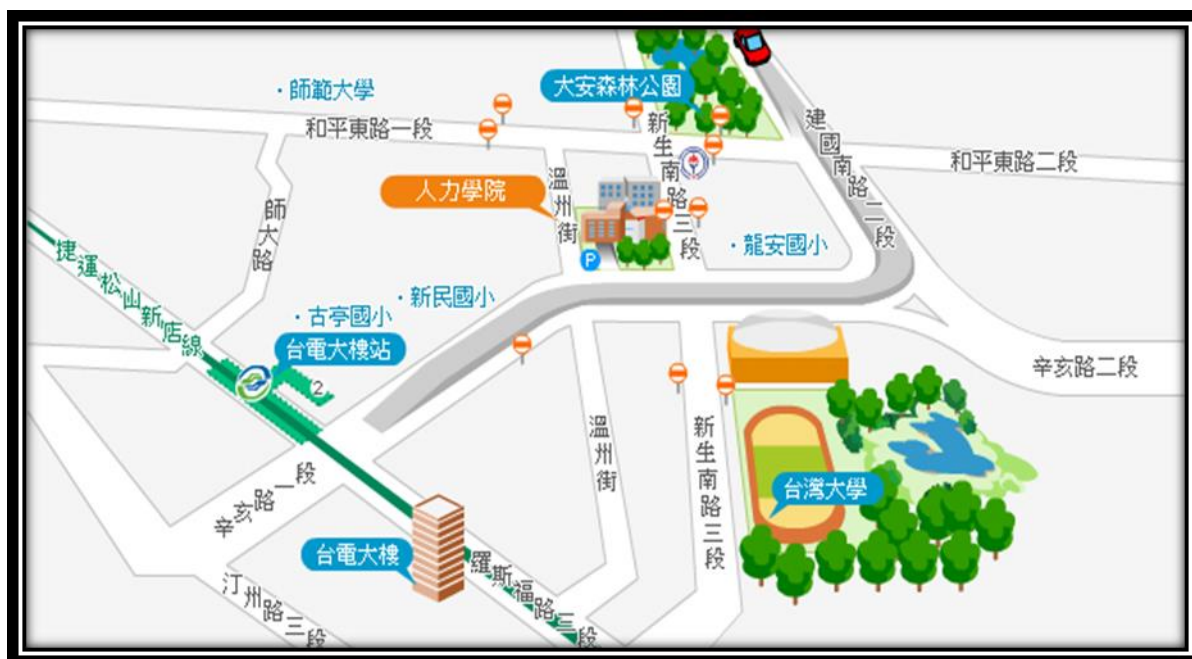 師範大學
大安森林公園
和平東路一段
新生南路三段
建國南路二段
和平東路二段
人力學院
溫州街
師大路
龍安國小
捷運松山新店線
新民國小
古亭國小
台電大樓站
P
2
辛亥路二段
溫州街
新生南路三段
辛亥路一段
台灣大學
台電大樓
羅斯福路三段
汀州路三段